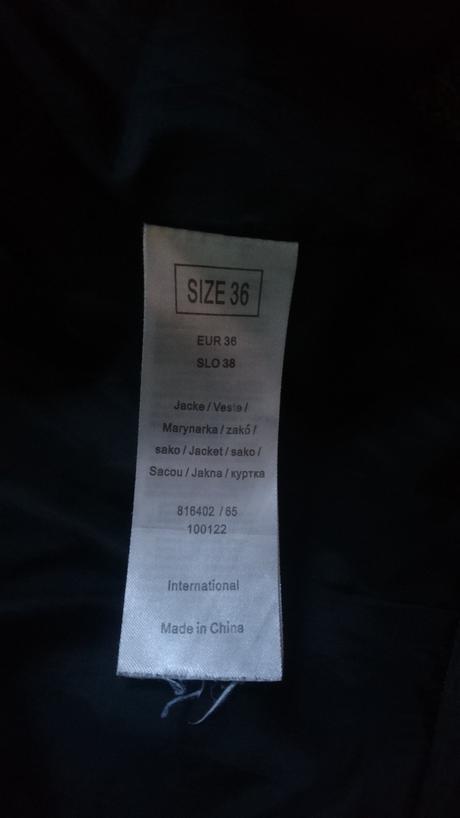 SIZE 36
EUR 36
SLO 38
Jacke / Veste /
Marynarka / zakó /
sako / Jacket / sako /
Sacou / Jakna / куртка
816402 / 65
100122
International
Made in China